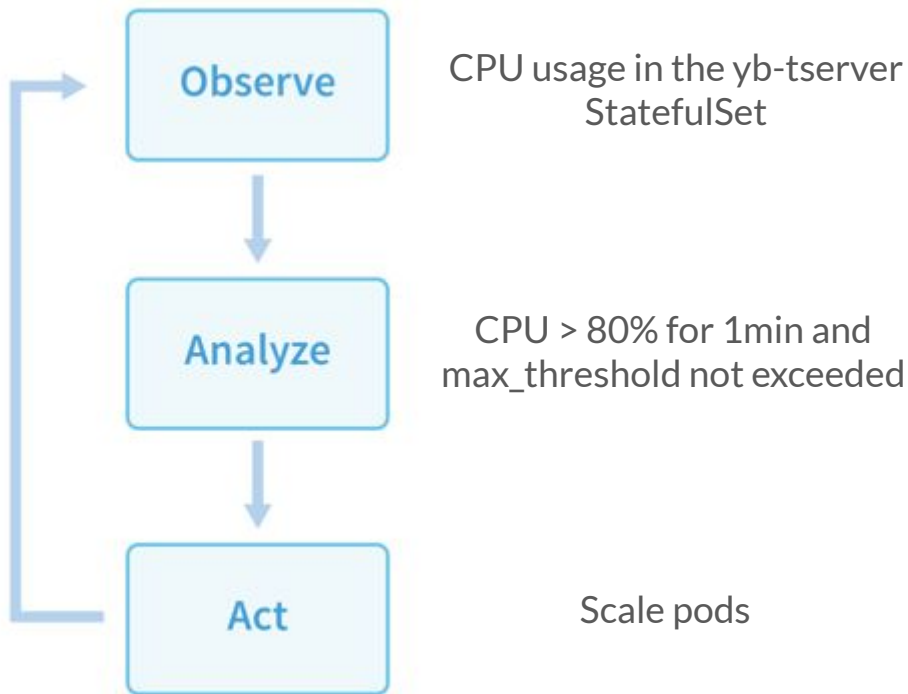 Observe
CPU usage in the yb-tserver
StatefulSet
Analyze
CPU > 80% for 1min and
max_threshold not exceeded
Act
Scale pods